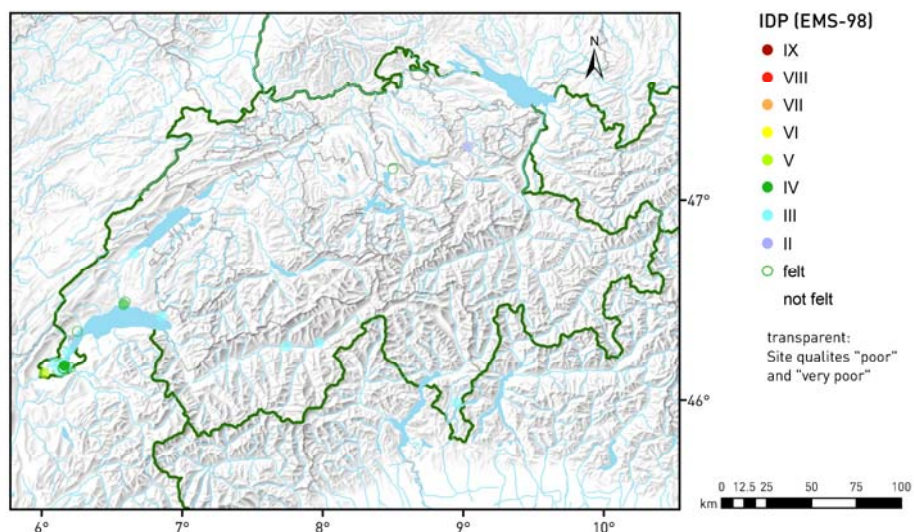 IDP (EMS-98)
IX
VIII
VII
VI
V
IV
III
II
felt
not felt
transparent:
Site qualites "poor"
and "very poor"
N
47°
46°
6°
7°
8°
9°
10°
km
0 12.5 25 50 75 100